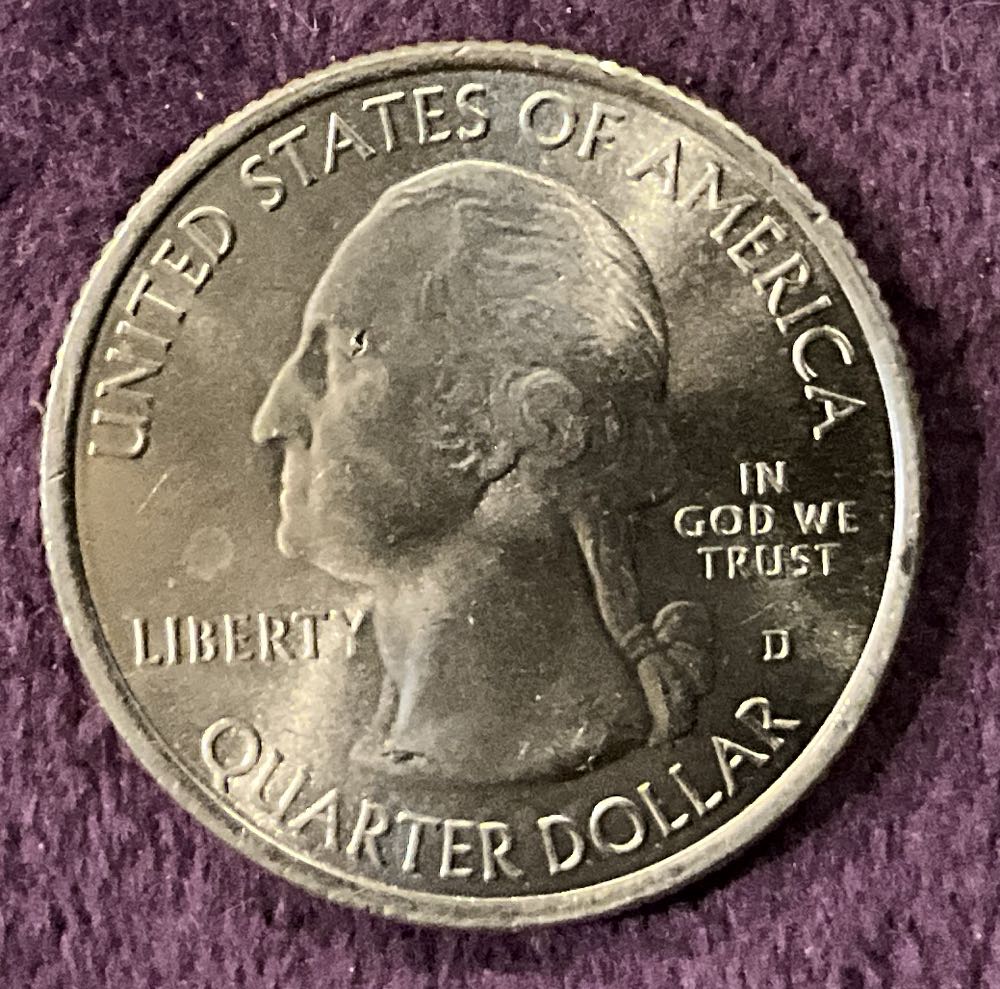 UNITED STATES OF AMERICA
IN
GOD WE
TRUST
LIBERTY
D
QUARTER DOLLAR